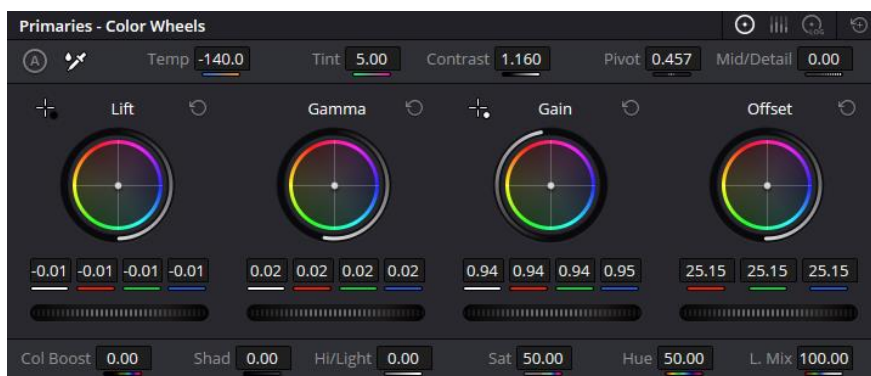 Primaries - Color Wheels
A Temp -140.0 Tint 5.00 Contrast 1.160 Pivot 0.457 Mid/Detail 0.00
Lift Gamma Gain Offset
-0.01 -0.01 -0.01 -0.01 0.02 0.02 0.02 0.02 0.94 0.94 0.94 0.95 25.15 25.15 25.15
Col Boost 0.00 Shad 0.00 Hi/Light 0.00 Sat 50.00 Hue 50.00 L. Mix 100.00